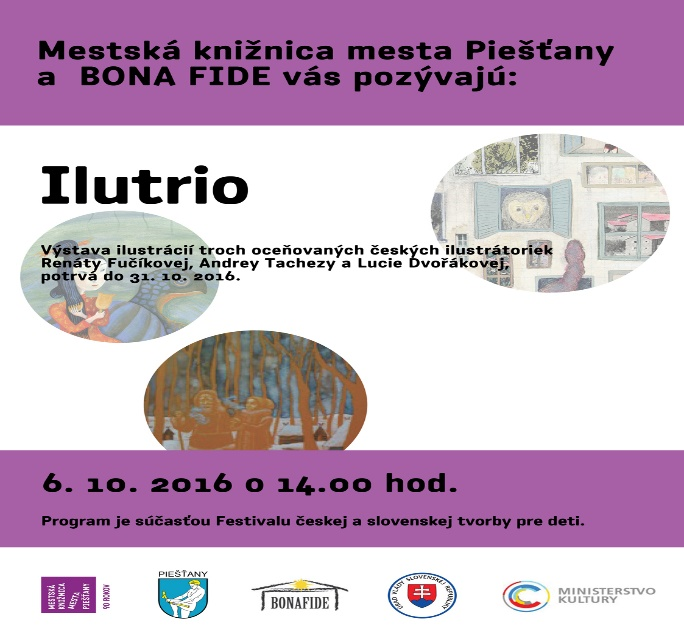 Mestská knižnica mesta Piešťany
a BONA FIDE vás pozývajú:
Ilutrio
Výstava ilustrácií troch oceňovaných českých ilustrátoriek
Renáty Fučíkovej, Andrey Tachezy a Lucie Dvořákovej,
potrvá do 31. 10. 2016.
6. 10. 2016 o 14.00 hod.
Program je súčasťou Festivalu českej a slovenskej tvorby pre deti.
MESTSKÁ
KNIŽNICA
MESTA
PIEŠŤANY
90 ROKOV
PIEŠŤANY
BONAFIDE
ÚRAD VLÁDY SLOVENSKEJ REPUBLIKY
MINISTERSTVO
KULTURY